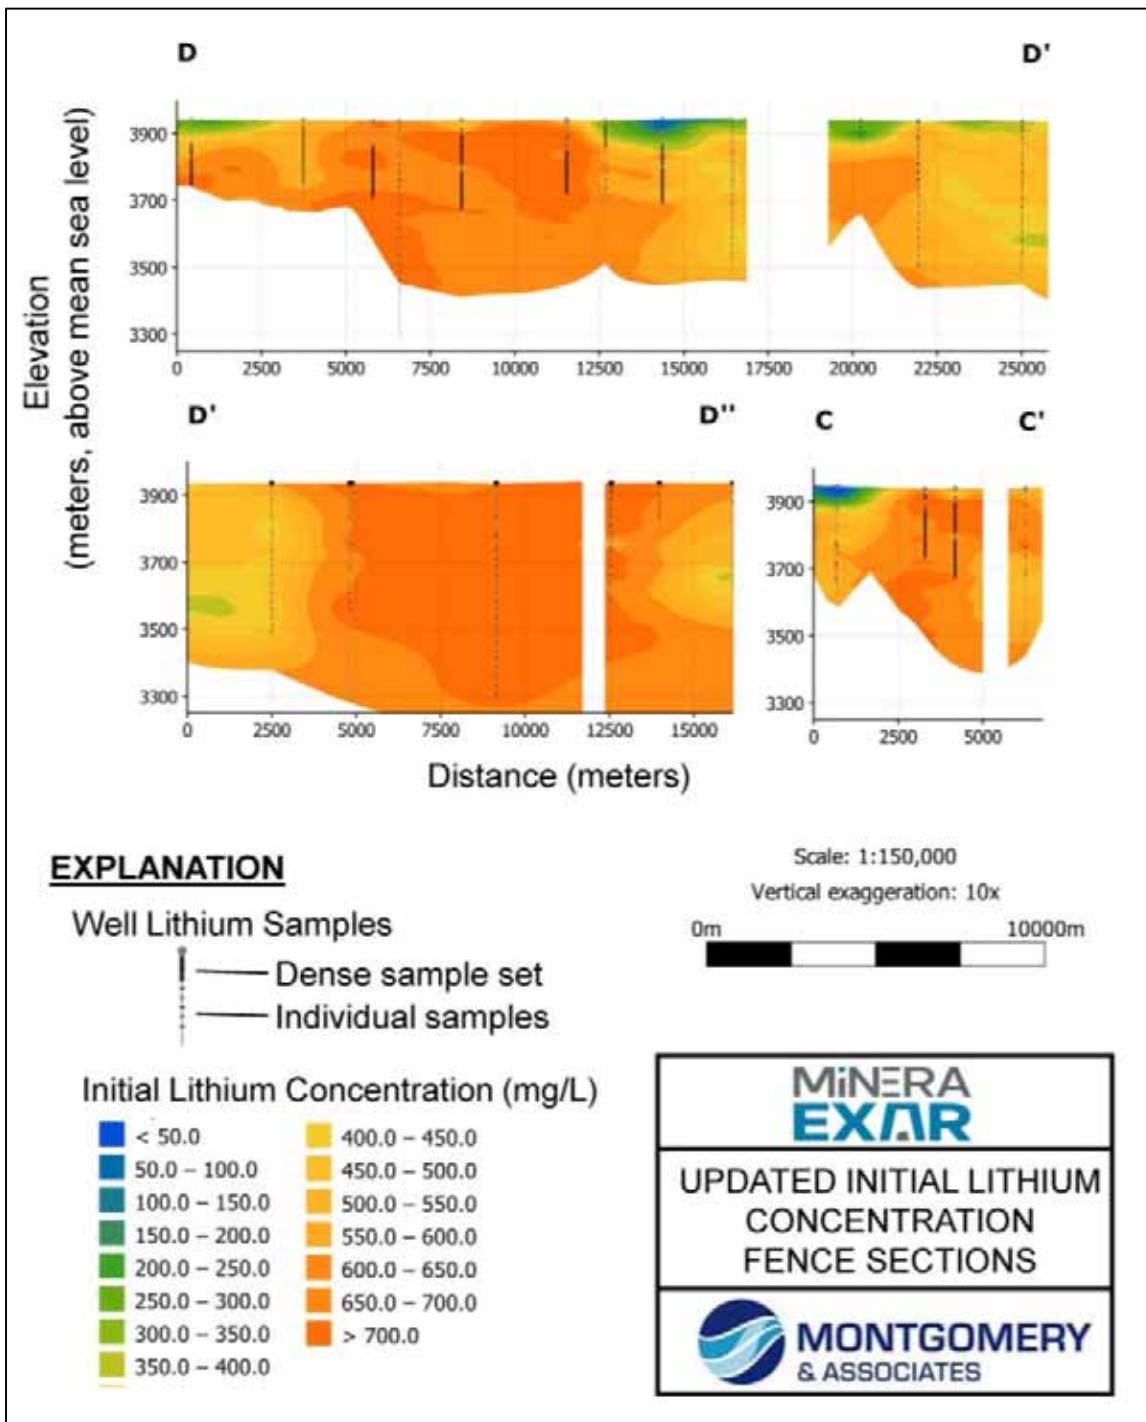 D D'
Elevation
(meters, above mean sea level)
3900
3700
3500
3300
0 2500 5000 7500 10000 12500 15000 17500 20000 22500 25000
D' D'' C C'
3900
3700
3500
3300
0 2500 5000 7500 10000 12500 15000
3900
3700
3500
3300
0 2500 5000
Distance (meters)
EXPLANATION
Well Lithium Samples
Dense sample set
Individual samples
Initial Lithium Concentration (mg/L)
< 50.0
50.0 – 100.0
100.0 – 150.0
150.0 – 200.0
200.0 – 250.0
250.0 – 300.0
300.0 – 350.0
350.0 – 400.0
400.0 – 450.0
450.0 – 500.0
500.0 – 550.0
550.0 – 600.0
600.0 – 650.0
650.0 – 700.0
> 700.0
Scale: 1:150,000
Vertical exaggeration: 10x
0m 10000m
MiNERA
EXAR
UPDATED INITIAL LITHIUM
CONCENTRATION
FENCE SECTIONS
MONTGOMERY
& ASSOCIATES